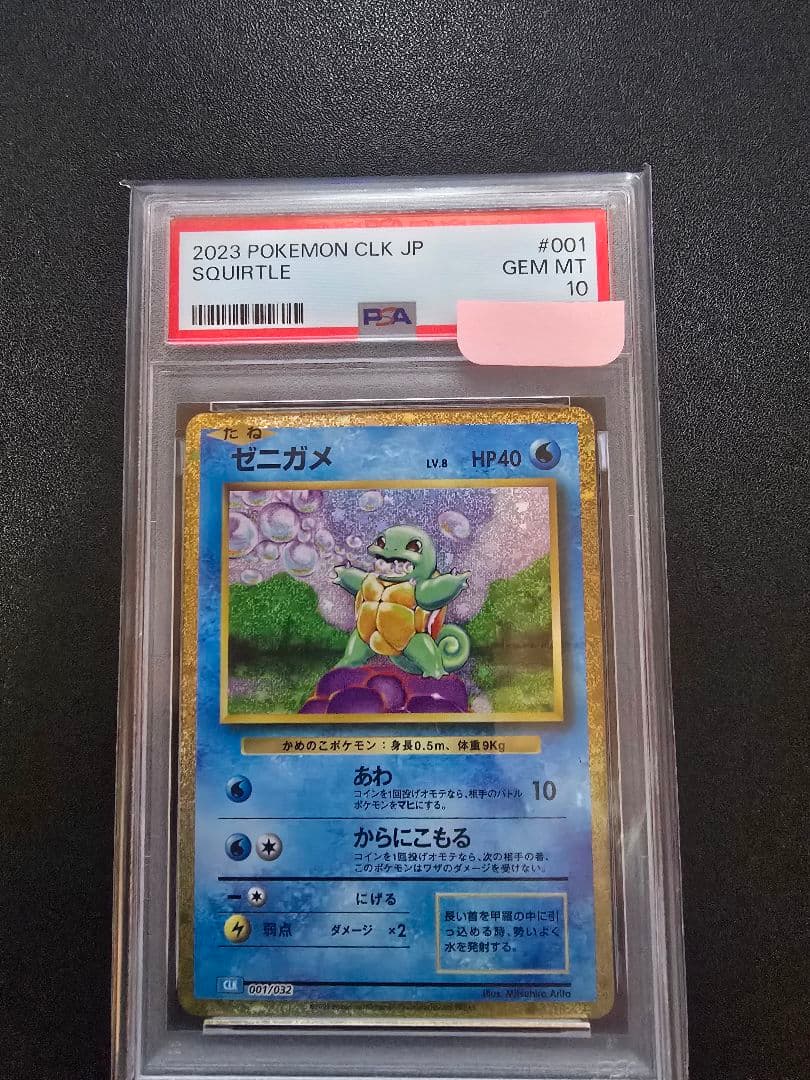 2023 POKEMON CLK JP #001
SQUIRTLE GEM MT
10
PSA
たね
ゼニガメ LV.8 HP40
かめのこポケモン：身長0.5m、体重9Kg
あわ 10
コインを1回投げオモテなら、相手のバトル
ポケモンをマヒにする。
からにこもる
コインを1回投げオモテなら、次の相手の番、
このポケモンはワザのダメージを受けない。
にげる
弱点 ダメージ ×2
長い首を甲羅の中に引
っ込める時、勢いよく
水を発射する。
CLK 001/032
Illus. Mitsuhiro Arita